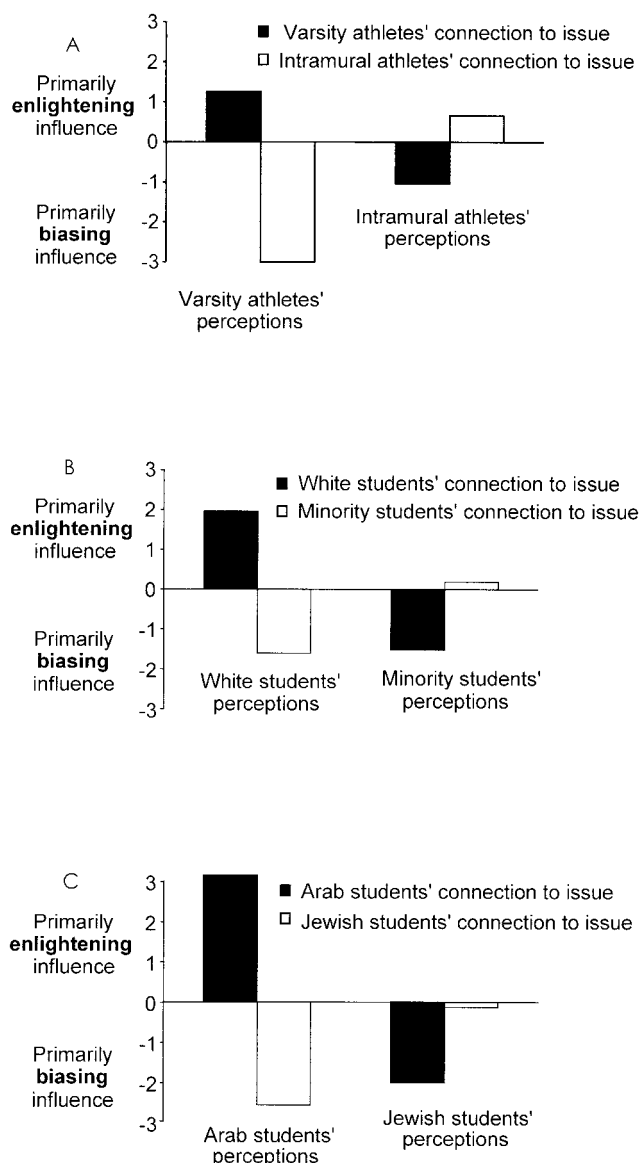 A
■ Varsity athletes' connection to issue
□ Intramural athletes' connection to issue
3
2
1
0
-1
-2
-3
Primarily
enlightening
influence
Primarily
biasing
influence
Varsity athletes'
perceptions
Intramural athletes'
perceptions
B
■ White students' connection to issue
□ Minority students' connection to issue
3
2
1
0
-1
-2
-3
Primarily
enlightening
influence
Primarily
biasing
influence
White students'
perceptions
Minority students'
perceptions
C
■ Arab students' connection to issue
□ Jewish students' connection to issue
3
2
1
0
-1
-2
-3
Primarily
enlightening
influence
Primarily
biasing
influence
Arab students'
perceptions
Jewish students'
perceptions